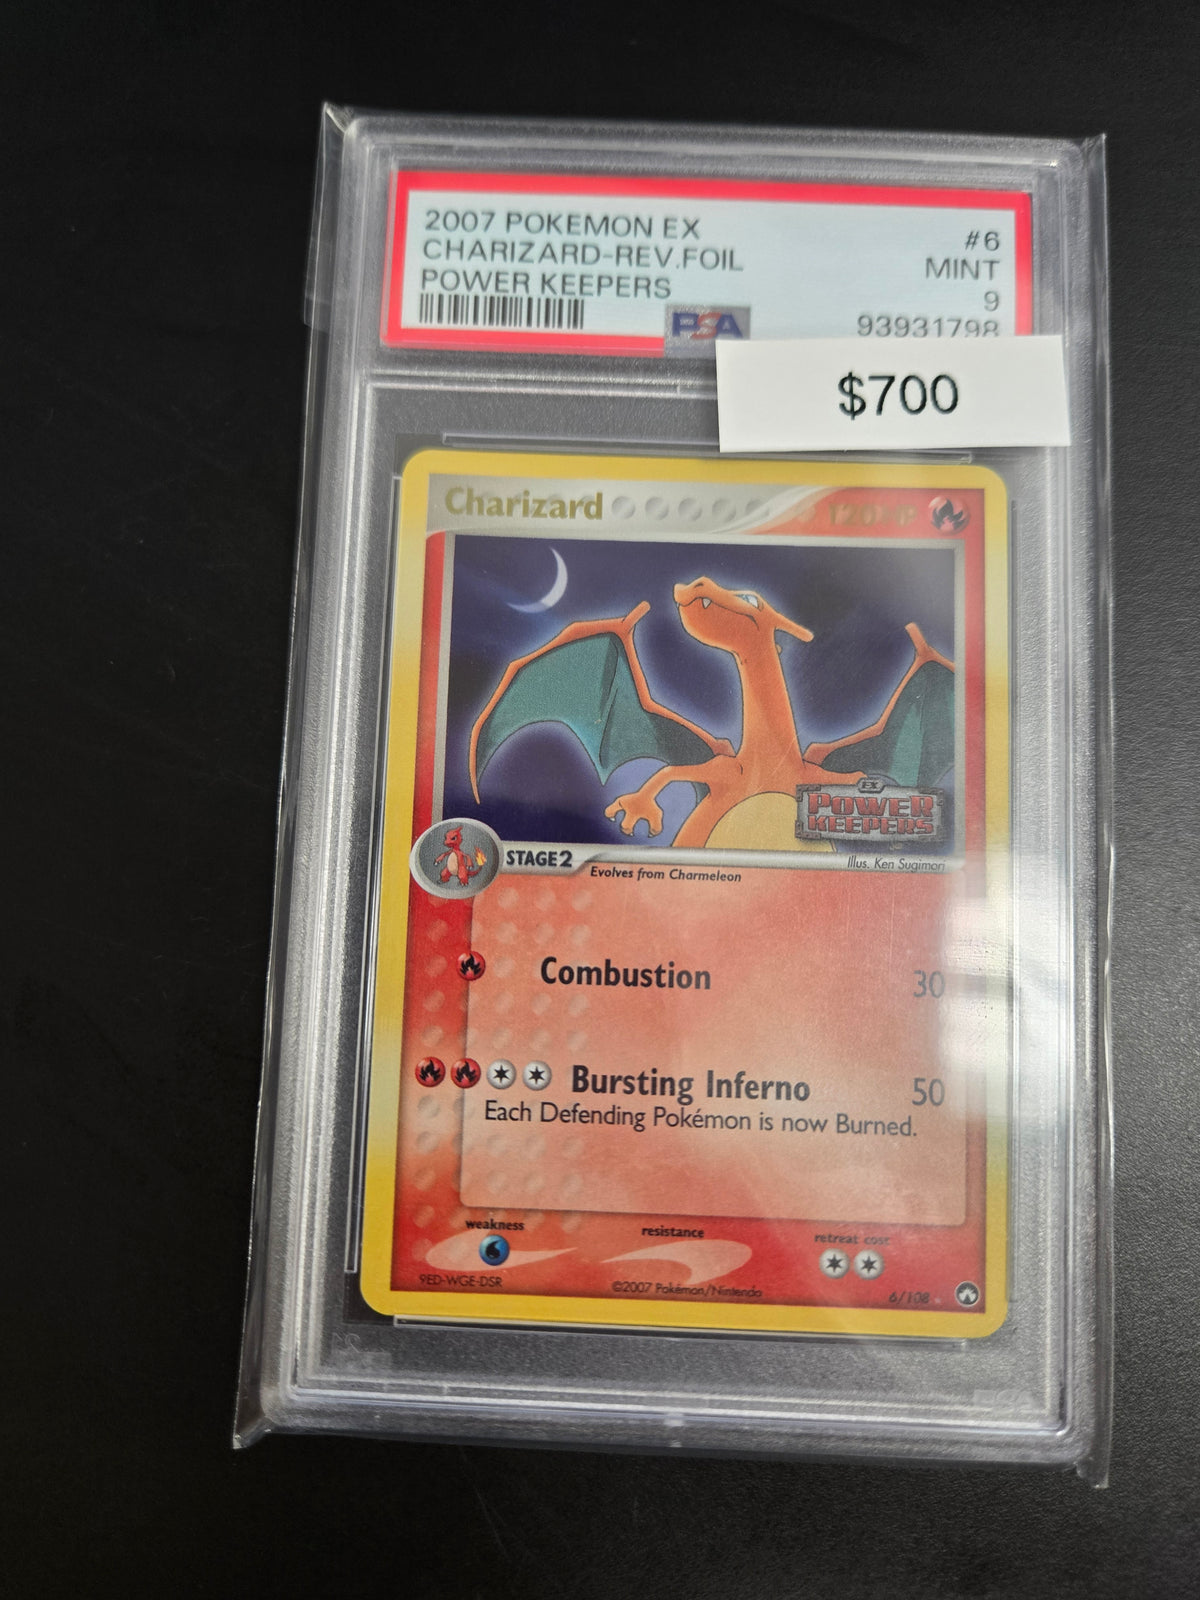 2007 POKEMON EX #6
CHARIZARD-REV.FOIL MINT
POWER KEEPERS 9
PSA 93931798
$700
Charizard 120 HP
EX
POWER
KEEPERS
STAGE2 Evolves from Charmeleon Illus. Ken Sugimori
Combustion 30
Bursting Inferno 50
Each Defending Pokémon is now Burned.
weakness resistance retreat cost
9ED-WGE-DSR ©2007 Pokémon/Nintendo 6/108